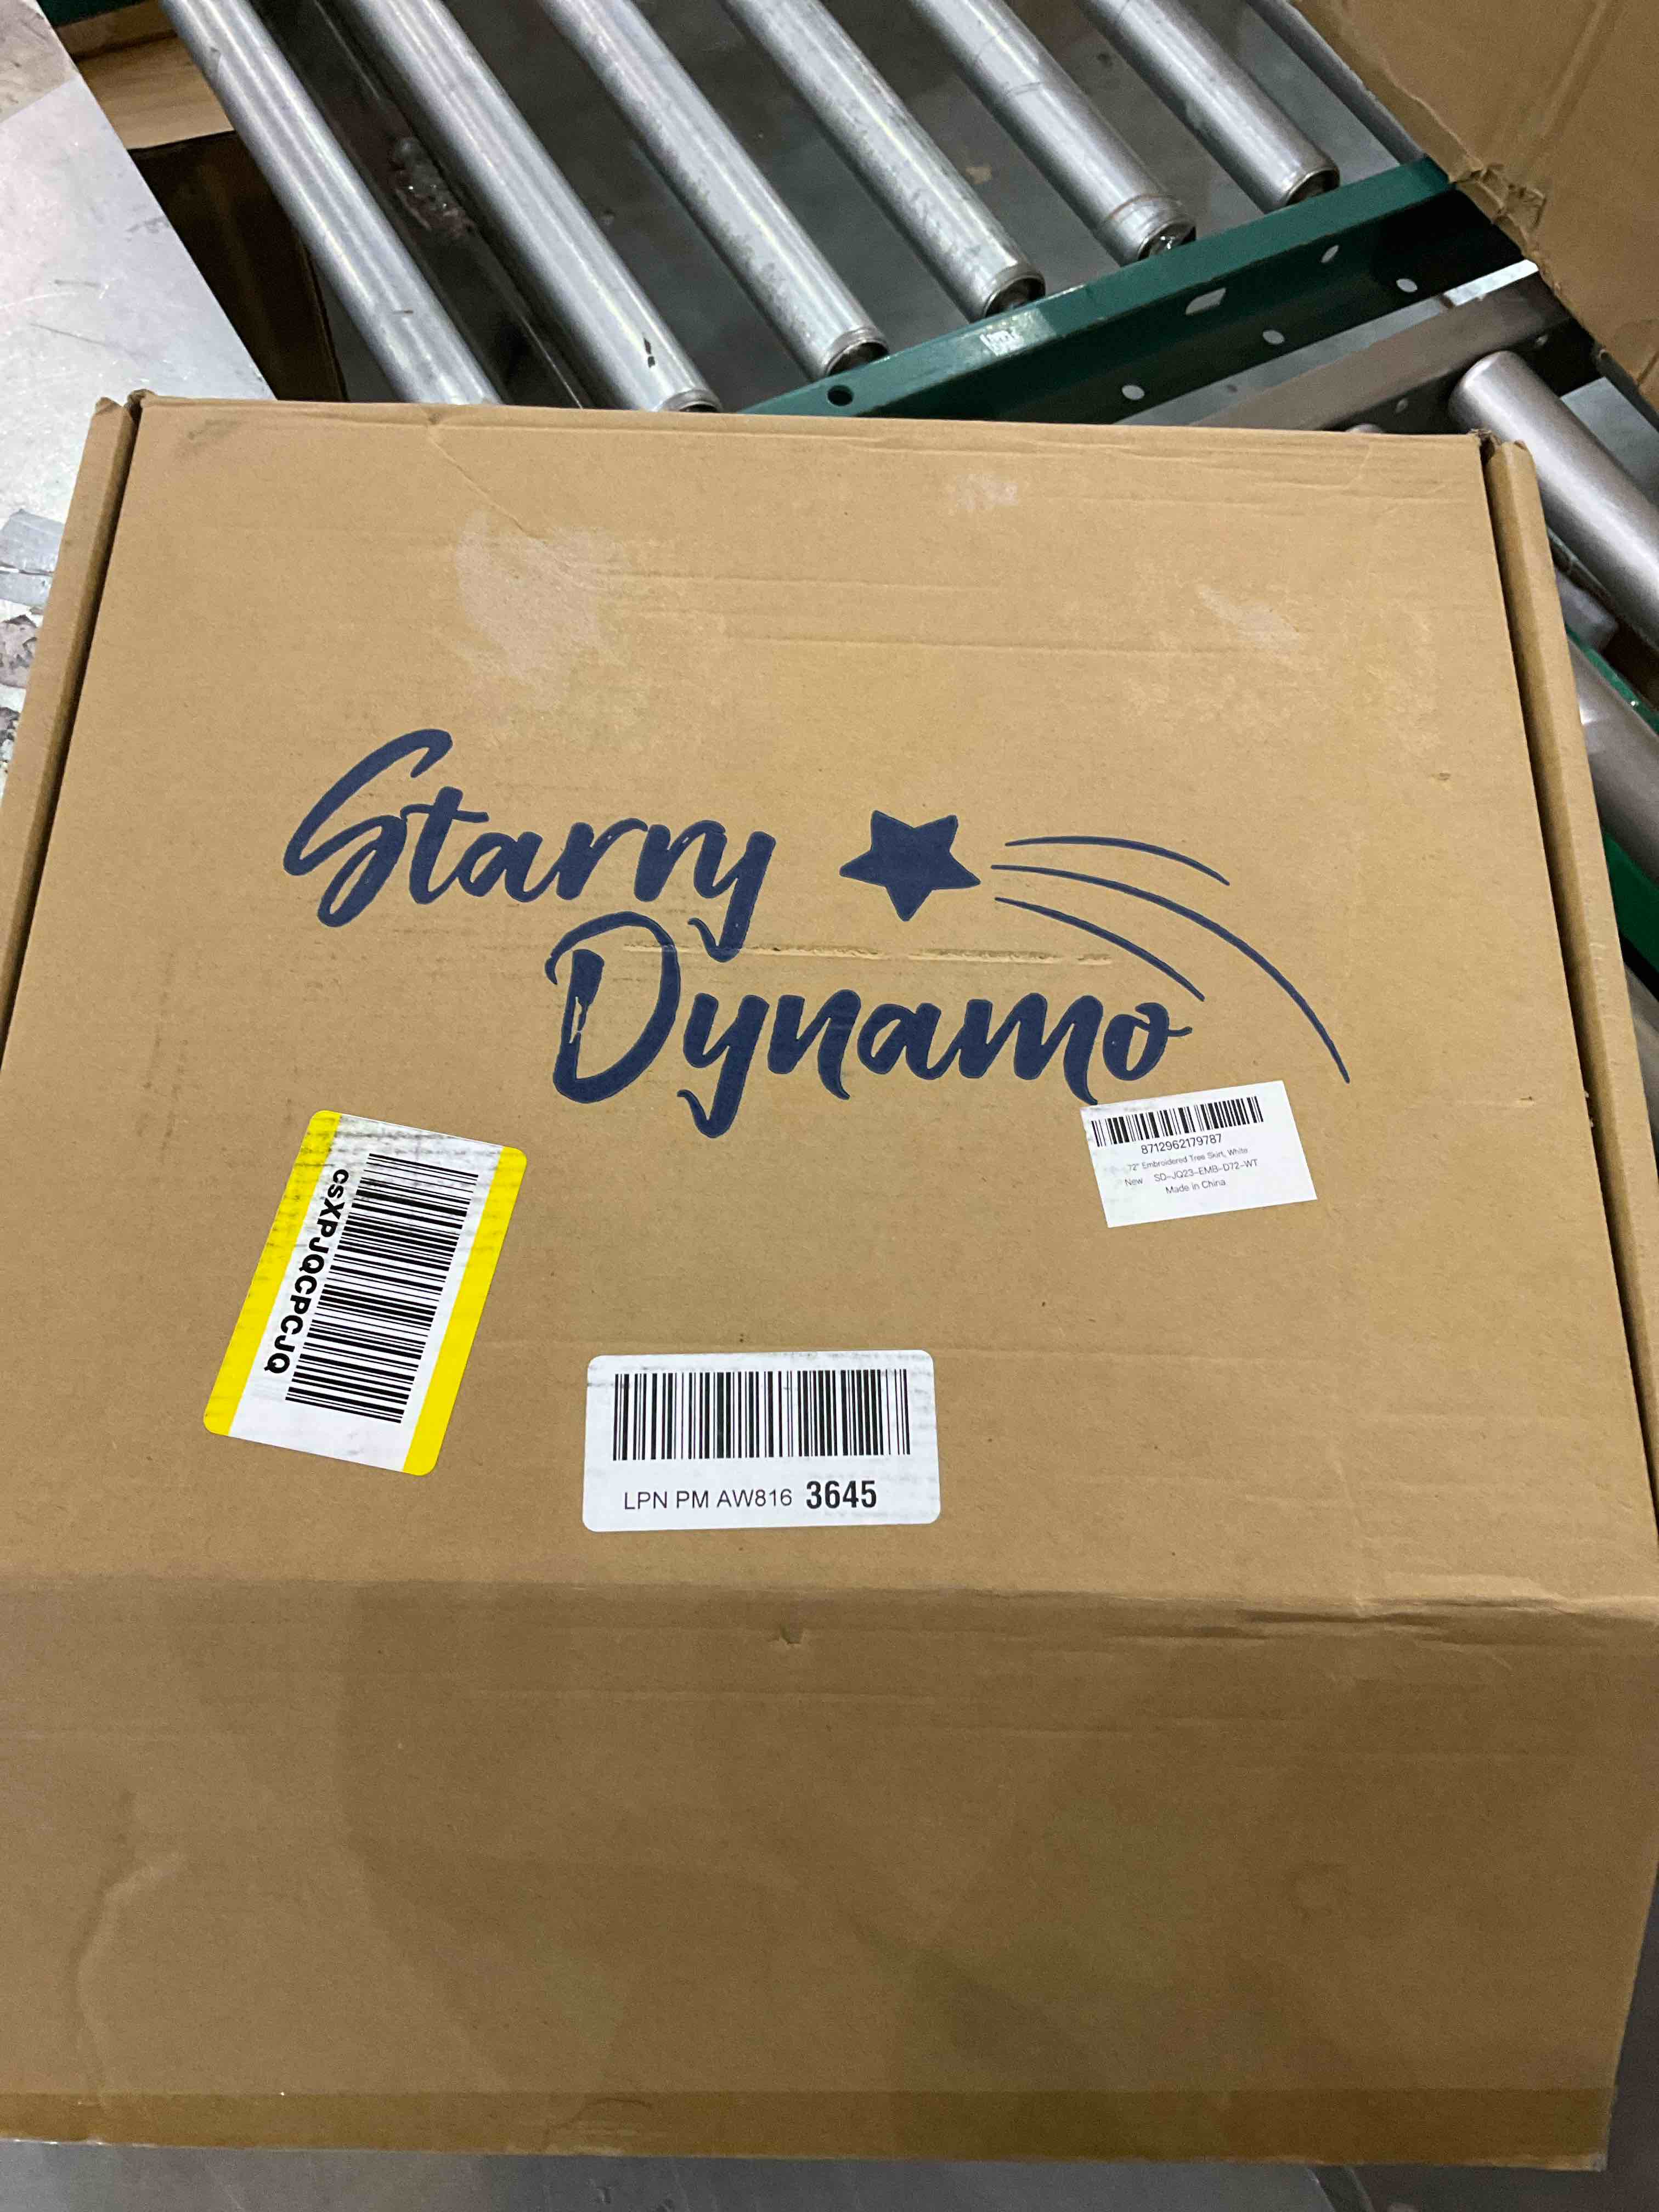 Starry
Dynamo
8712962179787
72" Embroidered Tree Skirt, White
New SD-JQ23-EMB-D72-WT
Made in China
csXPJQCPCJQ
LPN PM AW816 3645